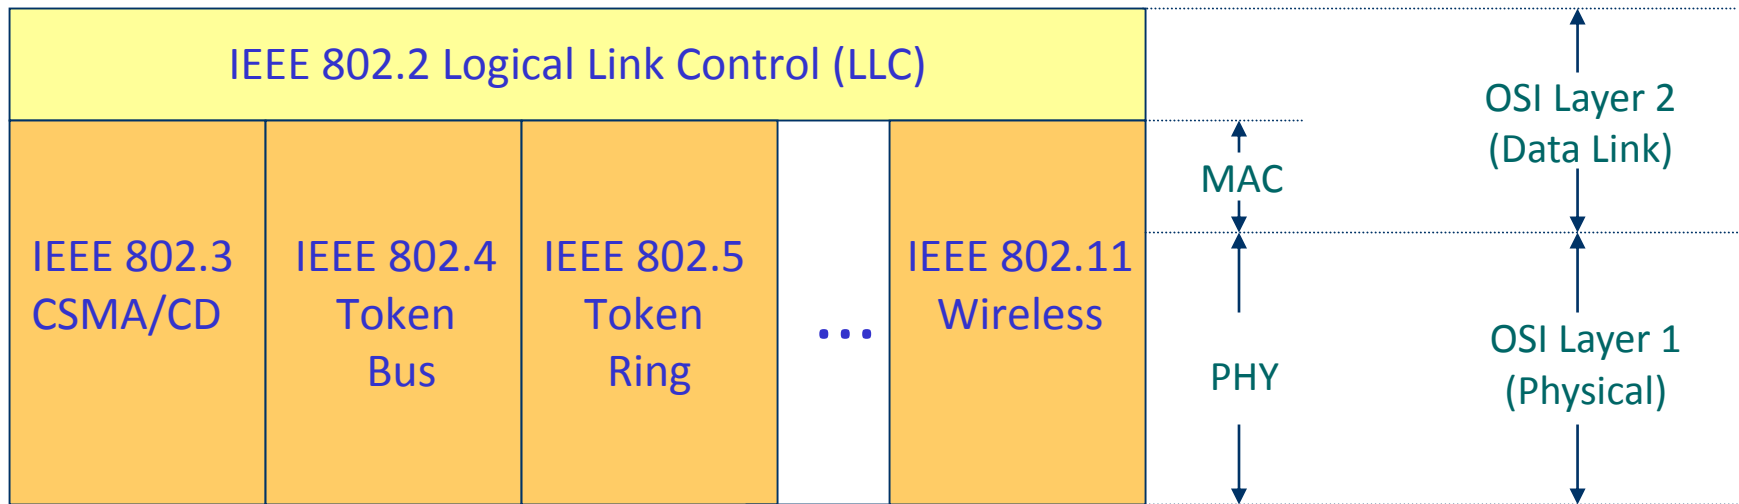 IEEE 802.2 Logical Link Control (LLC)
IEEE 802.3
CSMA/CD
IEEE 802.4
Token
Bus
IEEE 802.5
Token
Ring
...
IEEE 802.11
Wireless
MAC
PHY
OSI Layer 2
(Data Link)
OSI Layer 1
(Physical)